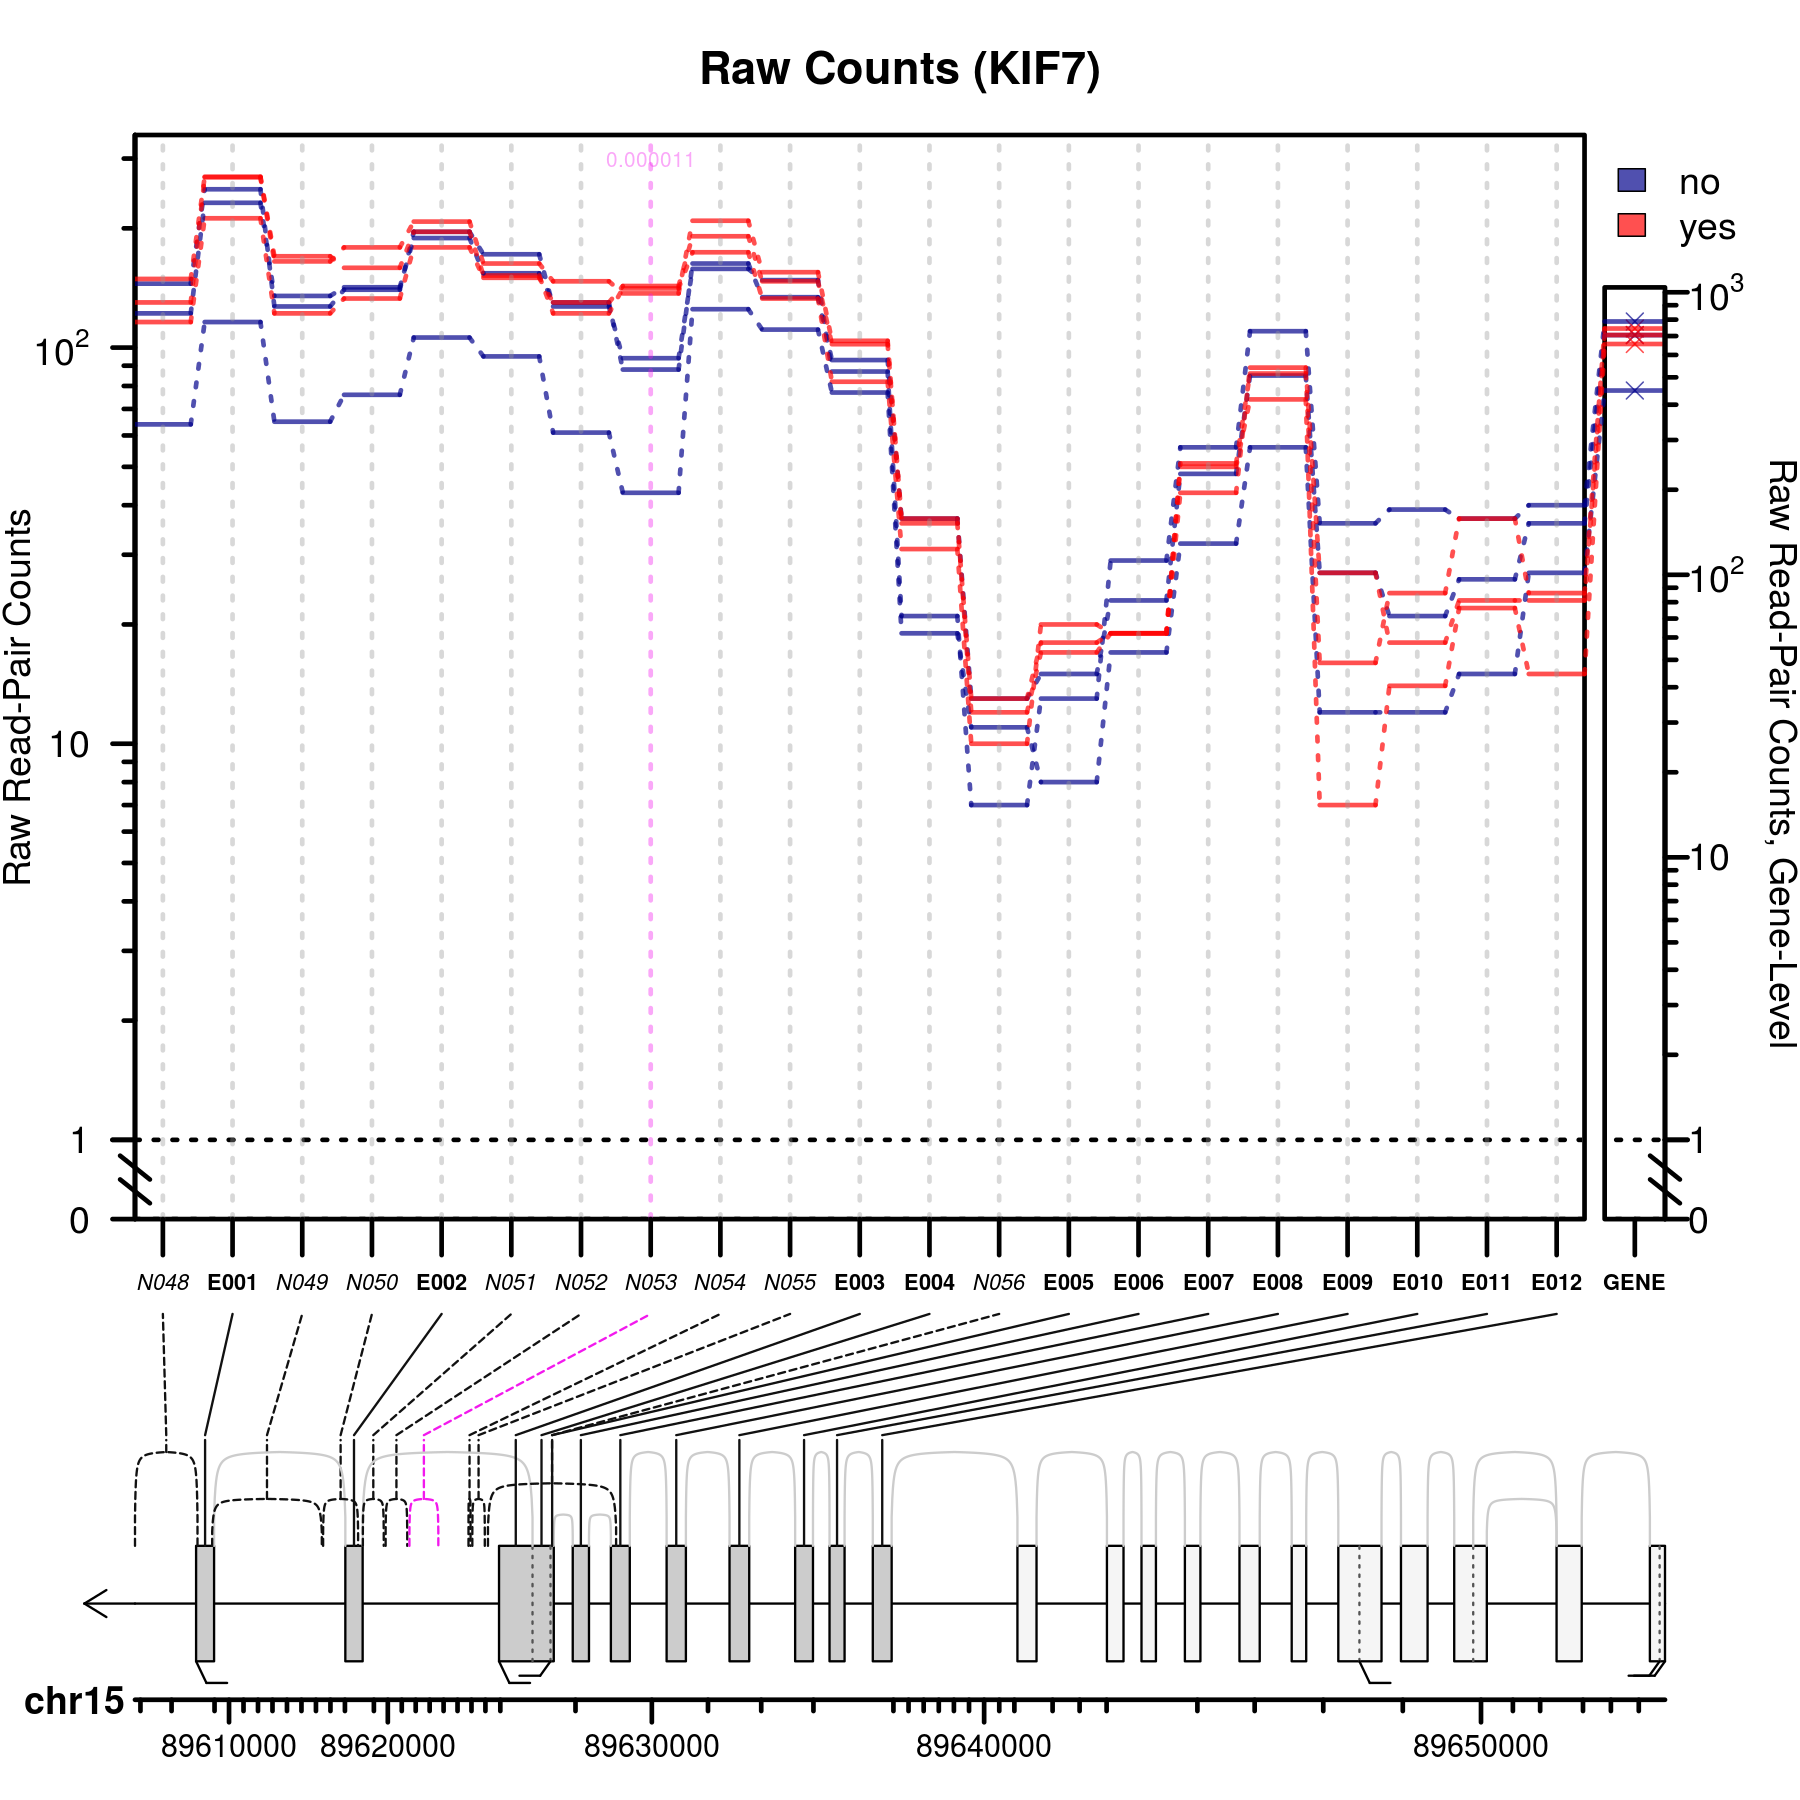 Raw Counts (KIF7)
0.000011
no
yes
Raw Read-Pair Counts
10²
10
1
0
10³
10²
10
1
0
Raw Read-Pair Counts, Gene-Level
N048 E001 N049 N050 E002 N051 N052 N053 N054 N055 E003 E004 N056 E005 E006 E007 E008 E009 E010 E011 E012 GENE
chr15
89610000 89620000 89630000 89640000 89650000